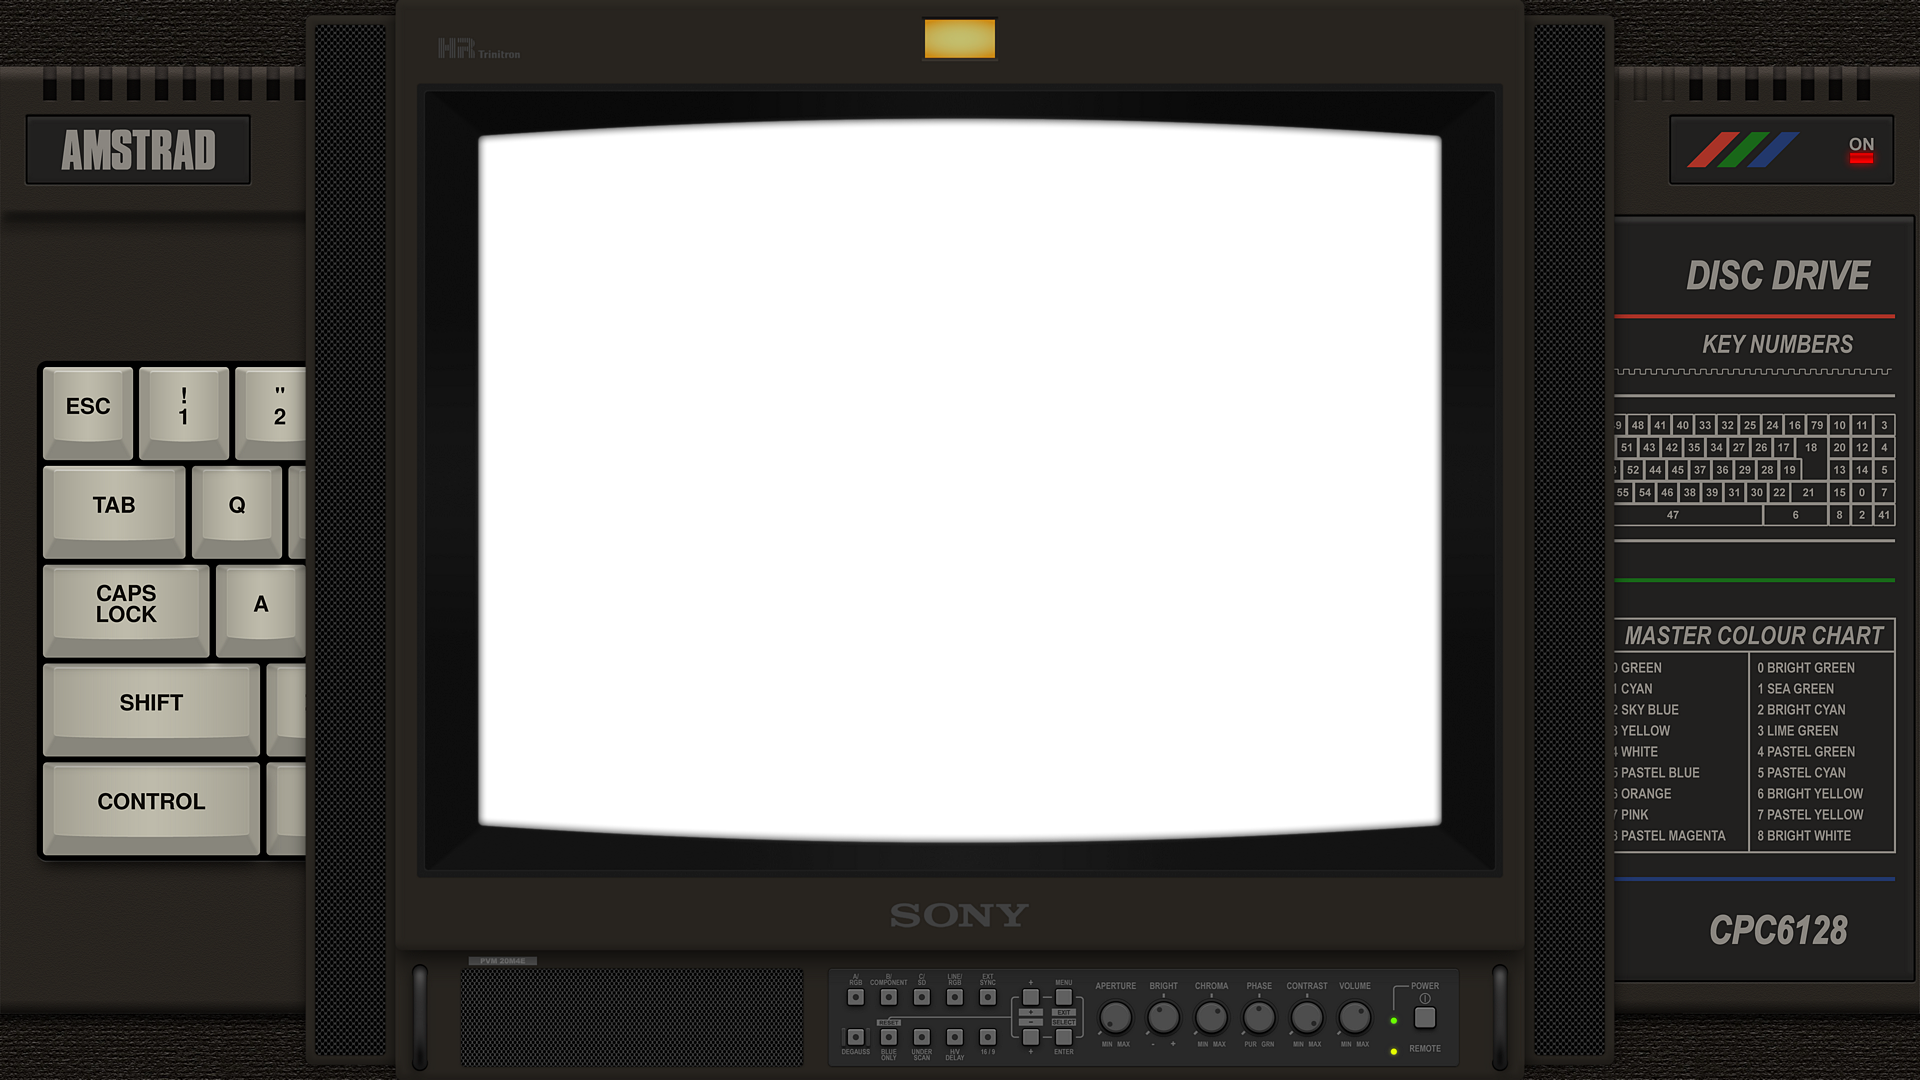 HR Trinitron
AMSTRAD
ON
DISC DRIVE
KEY NUMBERS
ESC
!
1
"
2
TAB
Q
CAPS
LOCK
A
SHIFT
CONTROL
48 41 40 33 32 25 24 16 79 10 11 3
51 43 42 35 34 27 26 17 18 20 12 4
52 44 45 37 36 29 28 19 13 14 5
55 54 46 38 39 31 30 22 21 15 0 7
47 6 8 2 41
MASTER COLOUR CHART
GREEN
CYAN
SKY BLUE
YELLOW
WHITE
PASTEL BLUE
ORANGE
PINK
PASTEL MAGENTA
0 BRIGHT GREEN
1 SEA GREEN
2 BRIGHT CYAN
3 LIME GREEN
4 PASTEL GREEN
5 PASTEL CYAN
6 BRIGHT YELLOW
7 PASTEL YELLOW
8 BRIGHT WHITE
CPC6128
SONY
PVM 20M4E
A/
RGB
B/
COMPONENT
C/
SD
LINE/
RGB
EXT
SYNC
+
MENU
+
EXIT
−
SELECT
RESET
DEGAUSS
BLUE
ONLY
UNDER
SCAN
H/V
DELAY
16 / 9
+
ENTER
APERTURE
BRIGHT
CHROMA
PHASE
CONTRAST
VOLUME
MIN MAX
- +
MIN MAX
PUR GRN
MIN MAX
MIN MAX
POWER
REMOTE